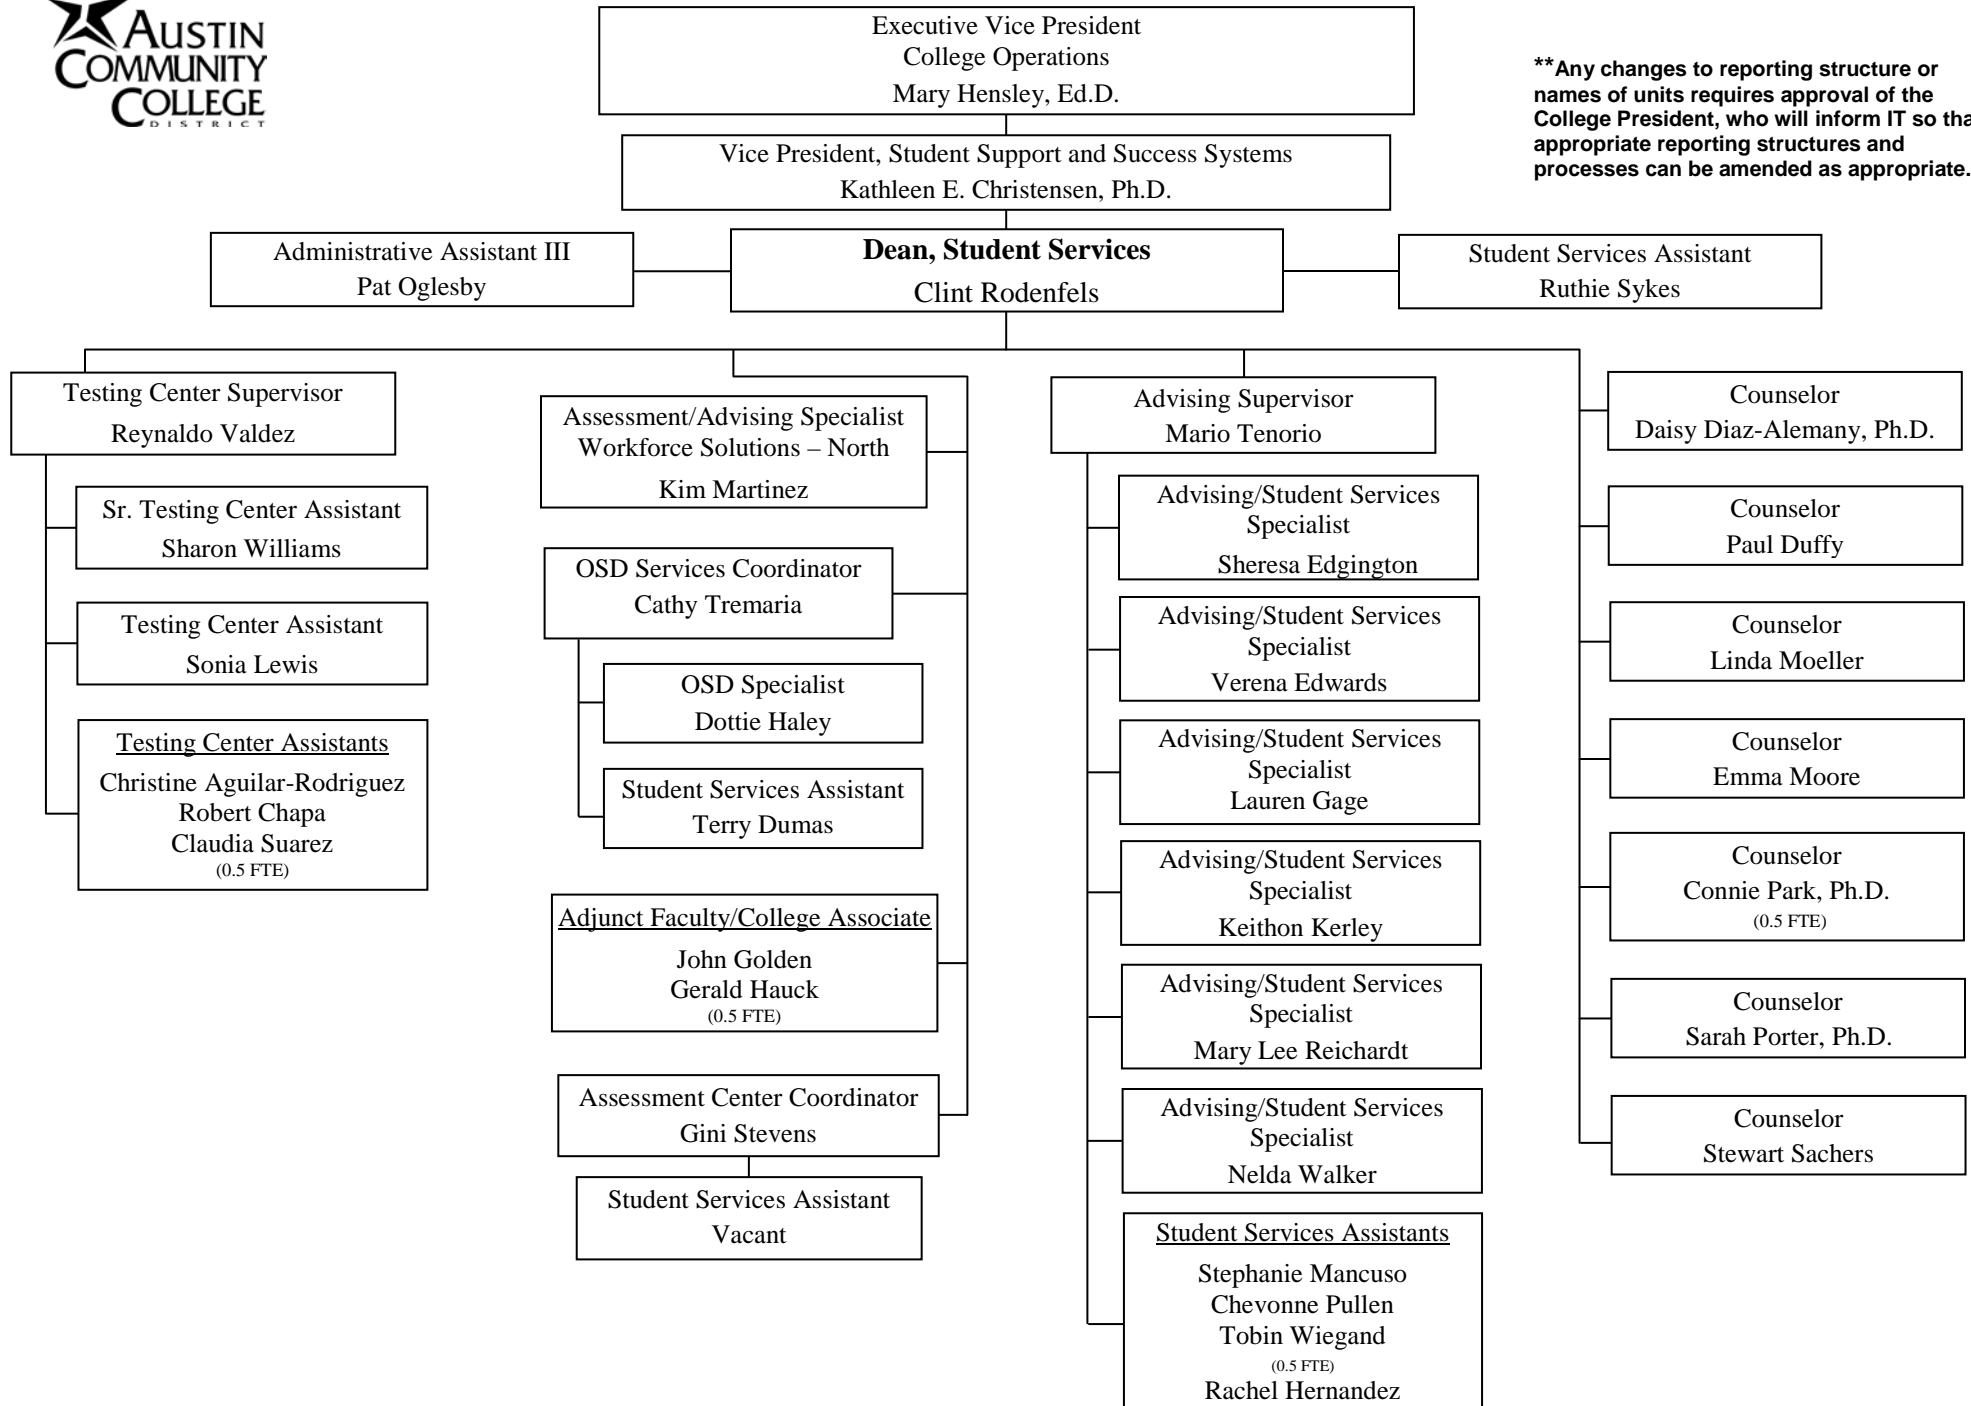 AUSTIN
COMMUNITY
COLLEGE
DISTRICT
Executive Vice President
College Operations
Mary Hensley, Ed.D.
**Any changes to reporting structure or
names of units requires approval of the
College President, who will inform IT so tha
appropriate reporting structures and
processes can be amended as appropriate.
Vice President, Student Support and Success Systems
Kathleen E. Christensen, Ph.D.
Administrative Assistant III
Pat Oglesby
Dean, Student Services
Clint Rodenfels
Student Services Assistant
Ruthie Sykes
Testing Center Supervisor
Reynaldo Valdez
Sr. Testing Center Assistant
Sharon Williams
Testing Center Assistant
Sonia Lewis
Testing Center Assistants
Christine Aguilar-Rodriguez
Robert Chapa
Claudia Suarez
(0.5 FTE)
Assessment/Advising Specialist
Workforce Solutions – North
Kim Martinez
OSD Services Coordinator
Cathy Tremaria
OSD Specialist
Dottie Haley
Student Services Assistant
Terry Dumas
Adjunct Faculty/College Associate
John Golden
Gerald Hauck
(0.5 FTE)
Assessment Center Coordinator
Gini Stevens
Student Services Assistant
Vacant
Advising Supervisor
Mario Tenorio
Advising/Student Services
Specialist
Sheresa Edgington
Advising/Student Services
Specialist
Verena Edwards
Advising/Student Services
Specialist
Lauren Gage
Advising/Student Services
Specialist
Keithon Kerley
Advising/Student Services
Specialist
Mary Lee Reichardt
Advising/Student Services
Specialist
Nelda Walker
Student Services Assistants
Stephanie Mancuso
Chevonne Pullen
Tobin Wiegand
(0.5 FTE)
Rachel Hernandez
Counselor
Daisy Diaz-Alemany, Ph.D.
Counselor
Paul Duffy
Counselor
Linda Moeller
Counselor
Emma Moore
Counselor
Connie Park, Ph.D.
(0.5 FTE)
Counselor
Sarah Porter, Ph.D.
Counselor
Stewart Sachers